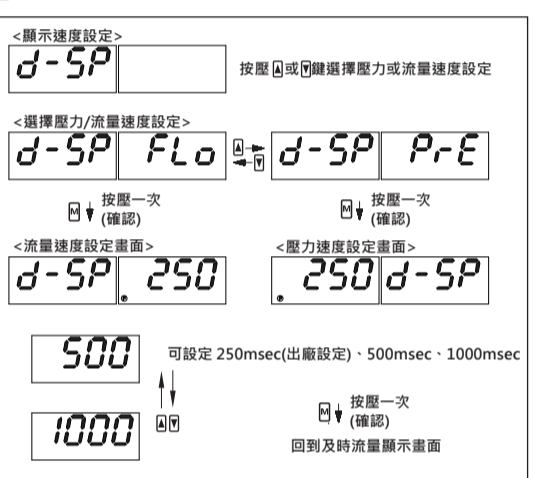 <顯示速度設定>
d-SP
按壓▲或▼鍵選擇壓力或流量速度設定
<選擇壓力/流量速度設定>
d-SP FLo ▲ ▼ d-SP PrE
M 按壓一次
(確認)
M 按壓一次
(確認)
<流量速度設定畫面>
<壓力速度設定畫面>
d-SP 250
250 d-SP
500
可設定 250msec(出廠設定)、500msec、1000msec
1000
▲▼
M 按壓一次
(確認)
回到及時流量顯示畫面